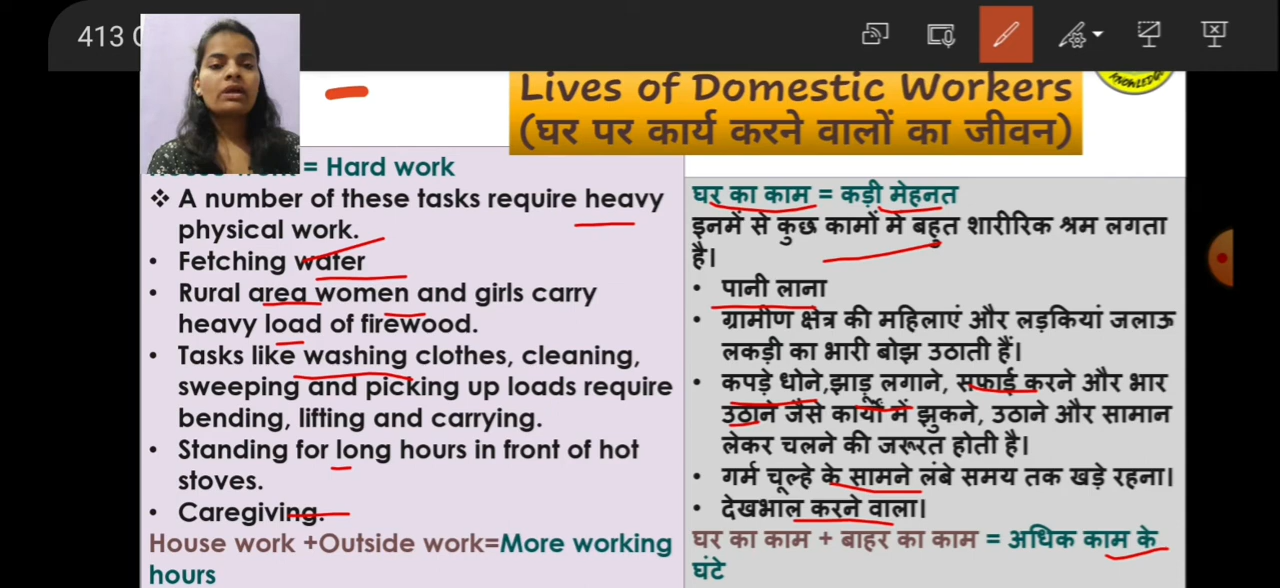 413
KNOWLEDGE
Lives of Domestic Workers
(घर पर कार्य करने वालों का जीवन)
= Hard work
❖ A number of these tasks require heavy
physical work.
• Fetching water
• Rural area women and girls carry
heavy load of firewood.
• Tasks like washing clothes, cleaning,
sweeping and picking up loads require
bending, lifting and carrying.
• Standing for long hours in front of hot
stoves.
• Caregiving.
House work +Outside work=More working
hours
घर का काम = कड़ी मेहनत
इनमें से कुछ कामों में बहुत शारीरिक श्रम लगता
है।
• पानी लाना
• ग्रामीण क्षेत्र की महिलाएं और लड़कियां जलाऊ
लकड़ी का भारी बोझ उठाती हैं।
• कपड़े धोने,झाड़ू लगाने, सफाई करने और भार
उठाने जैसे कार्यों में झुकने, उठाने और सामान
लेकर चलने की जरूरत होती है।
• गर्म चूल्हे के सामने लंबे समय तक खड़े रहना।
• देखभाल करने वाला।
घर का काम + बाहर का काम = अधिक काम के
घंटे